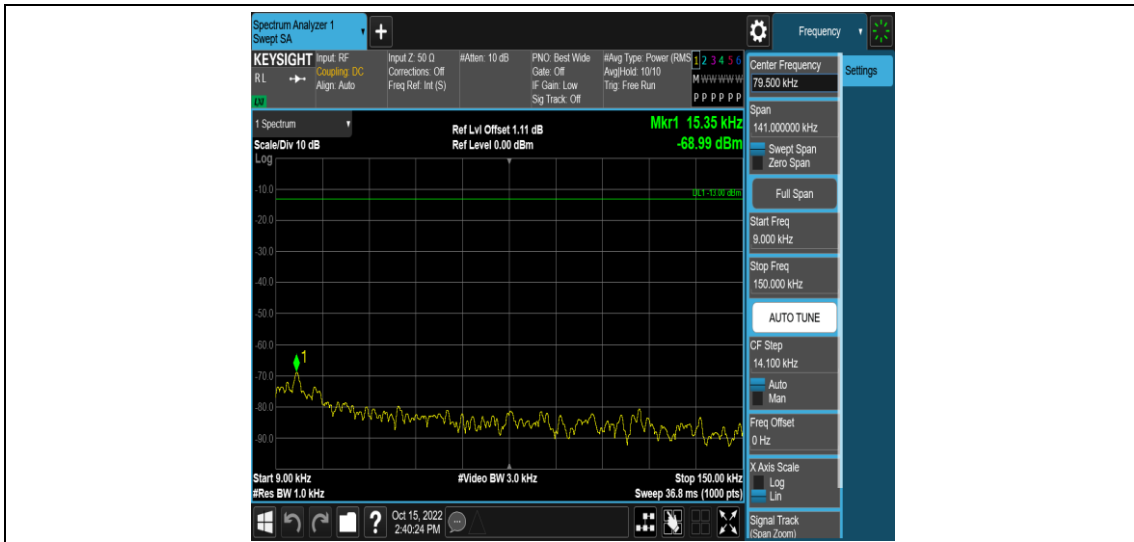 Spectrum Analyzer 1
Swept SA
+
Frequency
KEYSIGHT
RL
Input: RF
Coupling: DC
Align: Auto
Input Z: 50 Ω
Corrections: Off
Freq Ref: Int (S)
#Atten: 10 dB
PNO: Best Wide
Gate: Off
IF Gain: Low
Sig Track: Off
#Avg Type: Power (RMS
Avg|Hold: 10/10
Trig: Free Run
1 2 3 4 5 6
M W W W W W
P P P P P P
1 Spectrum
Scale/Div 10 dB
Log
Ref Lvl Offset 1.11 dB
Ref Level 0.00 dBm
Mkr1 15.35 kHz
-68.99 dBm
DL1 -13.00 dBm
-10.0
-20.0
-30.0
-40.0
-50.0
-60.0
-70.0
-80.0
-90.0
1
Start 9.00 kHz
#Res BW 1.0 kHz
#Video BW 3.0 kHz
Stop 150.00 kHz
Sweep 36.8 ms (1000 pts)
Center Frequency
79.500 kHz
Settings
Span
141.000000 kHz
Swept Span
Zero Span
Full Span
Start Freq
9.000 kHz
Stop Freq
150.000 kHz
AUTO TUNE
CF Step
14.100 kHz
Auto
Man
Freq Offset
0 Hz
X Axis Scale
Log
Lin
Signal Track
(Span Zoom)
?
Oct 15, 2022
2:40:24 PM